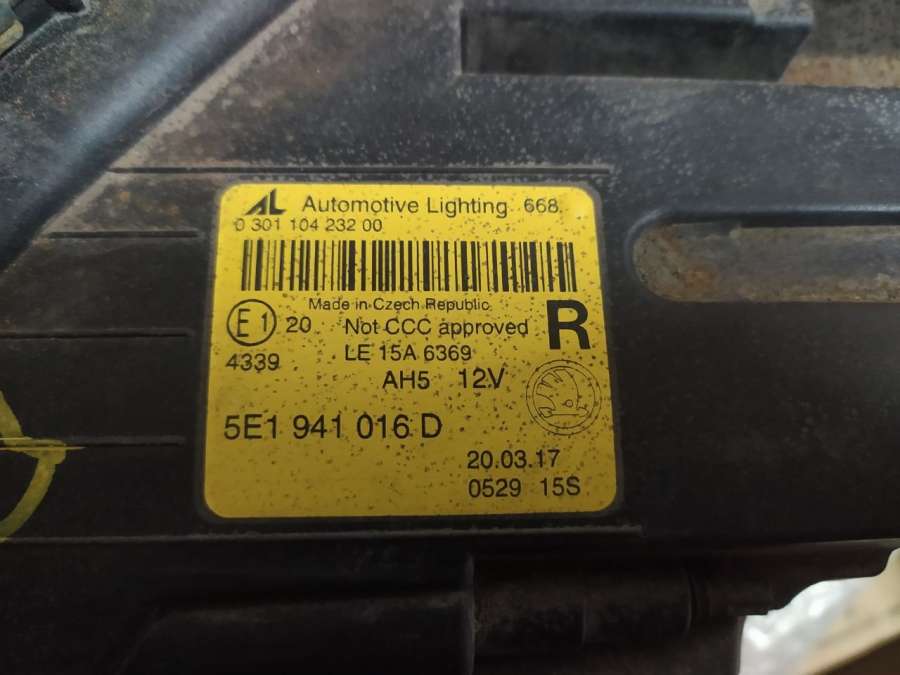 AL Automotive Lighting 668
0 301 104 232 00
Made in Czech Republic
E1 20 Not CCC approved R
4339 LE 15A 6369
AH5 12V
5E1 941 016 D
20.03.17
0529 15S